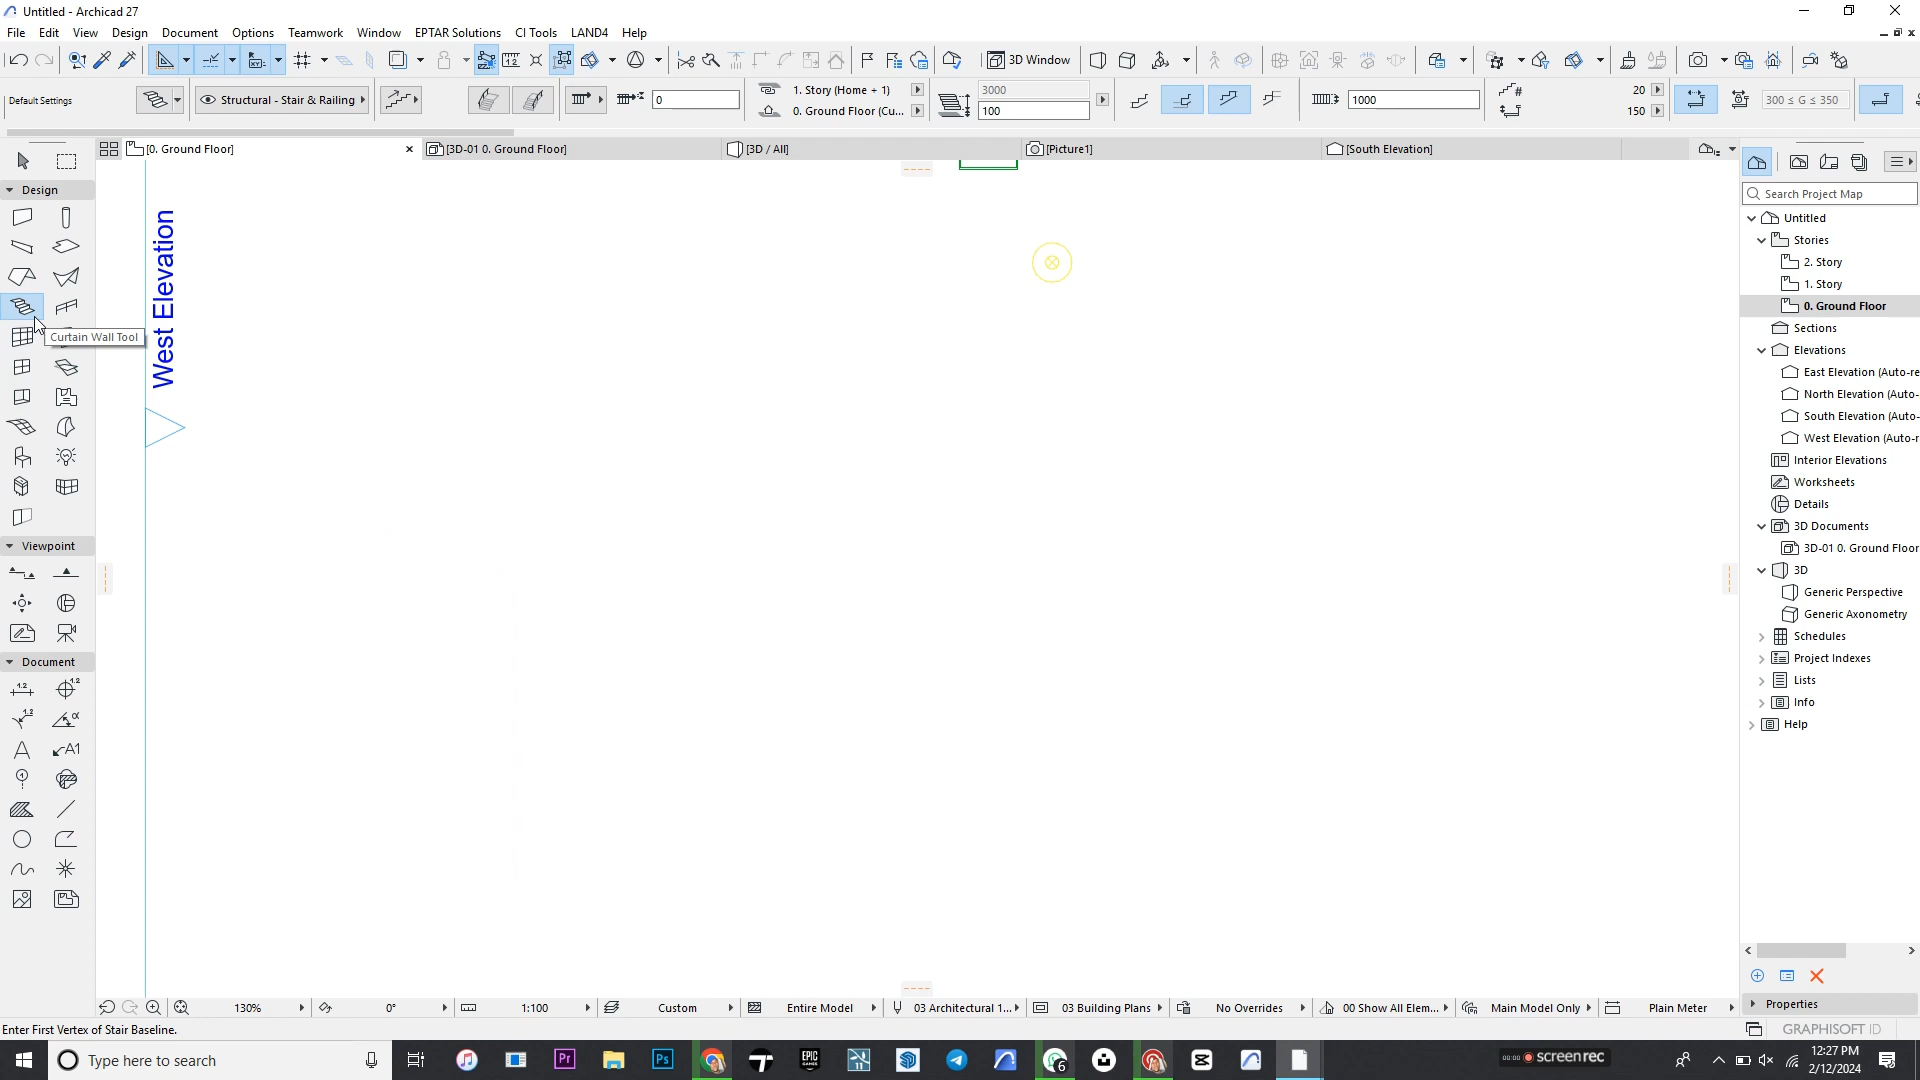 Untitled - Archicad 27
File Edit View Design Document Options Teamwork Window EPTAR Solutions CI Tools LAND4 Help
3D Window
Default Settings
Structural - Stair & Railing
0
1. Story (Home + 1)
0. Ground Floor (Cu...
3000
100
1000
20
150
300 ≤ G ≤ 350
[0. Ground Floor]
[3D-01 0. Ground Floor]
[3D / All]
[Picture1]
[South Elevation]
Design
Curtain Wall Tool
Viewpoint
Document
West Elevation
Search Project Map
Untitled
Stories
2. Story
1. Story
0. Ground Floor
Sections
Elevations
East Elevation (Auto-re
North Elevation (Auto-
South Elevation (Auto-
West Elevation (Auto-r
Interior Elevations
Worksheets
Details
3D Documents
3D-01 0. Ground Floor
3D
Generic Perspective
Generic Axonometry
Schedules
Project Indexes
Lists
Info
Help
Properties
130%
0°
1:100
Custom
Entire Model
03 Architectural 1...
03 Building Plans
No Overrides
00 Show All Elem...
Main Model Only
Plain Meter
Enter First Vertex of Stair Baseline.
GRAPHISOFT ID
Type here to search
Pr
Ps
6
00:00 screenrec
12:27 PM
2/12/2024